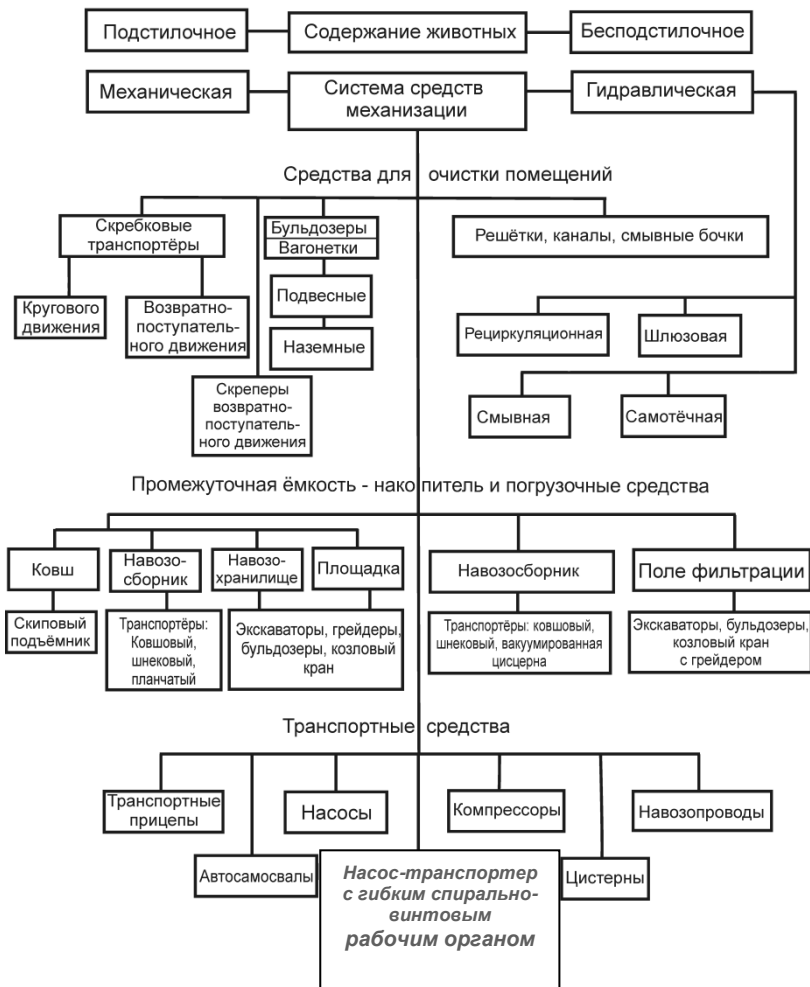 Подстилочное
Содержание животных
Бесподстилочное
Механическая
Система средств
механизации
Гидравлическая
Средства для очистки помещений
Скребковые
транспортёры
Бульдозеры
Вагонетки
Решётки, каналы, смывные бочки
Кругового
движения
Возвратно-
поступатель-
ного движения
Подвесные
Наземные
Рециркуляционная
Шлюзовая
Скреперы
возвратно-
поступатель-
ного движения
Смывная
Самотёчная
Промежуточная ёмкость - накопитель и погрузочные средства
Ковш
Навозо-
сборник
Навозо-
хранилище
Площадка
Навозосборник
Поле фильтрации
Скиповый
подъёмник
Транспортёры:
Ковшовый,
шнековый,
планчатый
Экскаваторы, грейдеры,
бульдозеры, козловый
кран
Транспортёры: ковшовый,
шнековый, вакуумированная
цисцерна
Экскаваторы, бульдозеры,
козловый кран
с грейдером
Транспортные средства
Транспортные
прицепы
Насосы
Компрессоры
Навозопроводы
Автосамосвалы
Насос-транспортер
с гибким спирально-
винтовым
рабочим органом
Цистерны